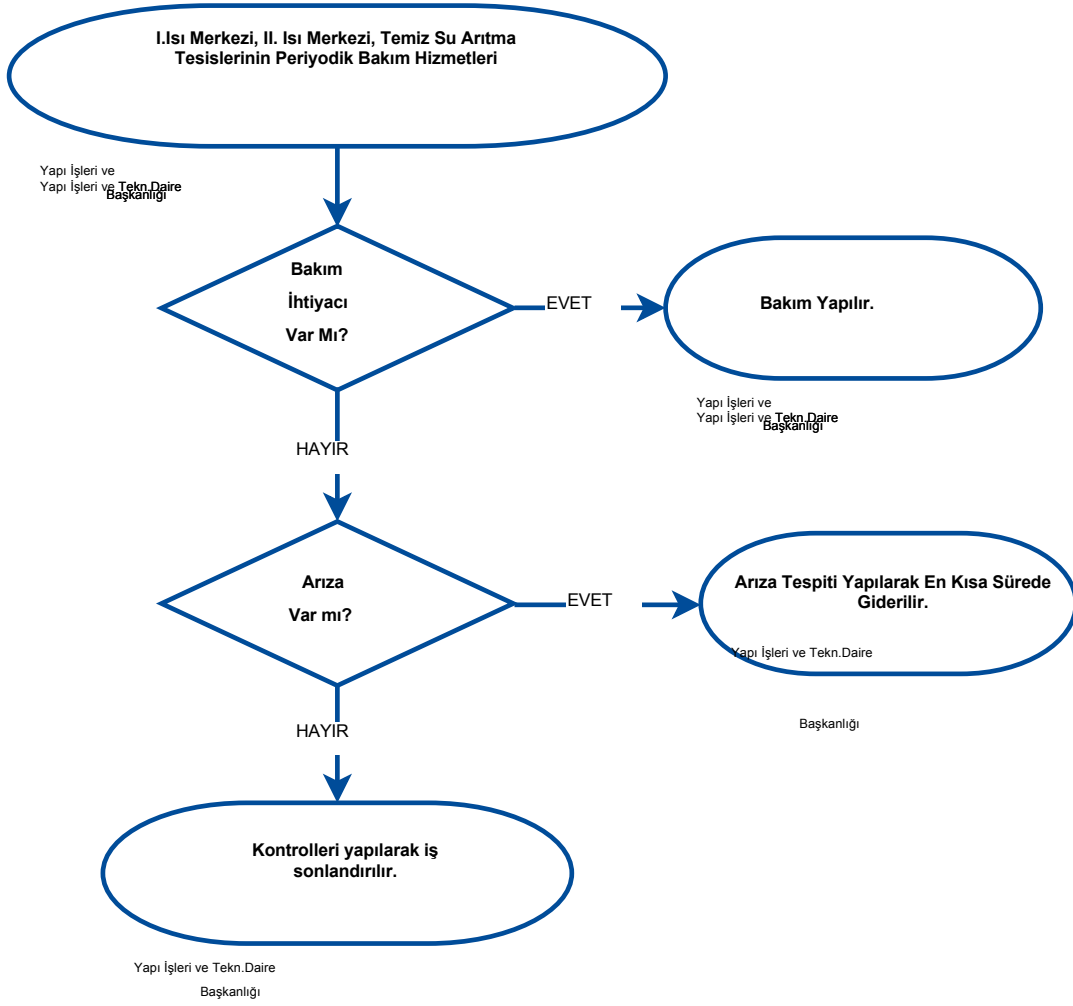 I.Isı Merkezi, II. Isı Merkezi, Temiz Su Arıtma
Tesislerinin Periyodik Bakım Hizmetleri
Yapı İşleri ve
Yapı İşleri ve Tekn.Daire
Başkanlığı
Bakım
İhtiyacı
Var Mı?
EVET
Bakım Yapılır.
Yapı İşleri ve
Yapı İşleri ve Tekn.Daire
Başkanlığı
HAYIR
Arıza
Var mı?
EVET
Arıza Tespiti Yapılarak En Kısa Sürede
Giderilir.
Yapı İşleri ve Tekn.Daire
Başkanlığı
HAYIR
Kontrolleri yapılarak iş
sonlandırılır.
Yapı İşleri ve Tekn.Daire
Başkanlığı